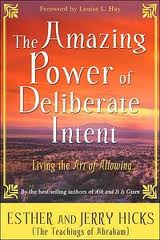 Foreword by Louise L. Hay
The
Amazing
Power of
Deliberate
Intent
Living the Art of Allowing
By the best-selling authors of Ask and It Is Given
ESTHER AND JERRY HICKS
(The Teachings of Abraham)